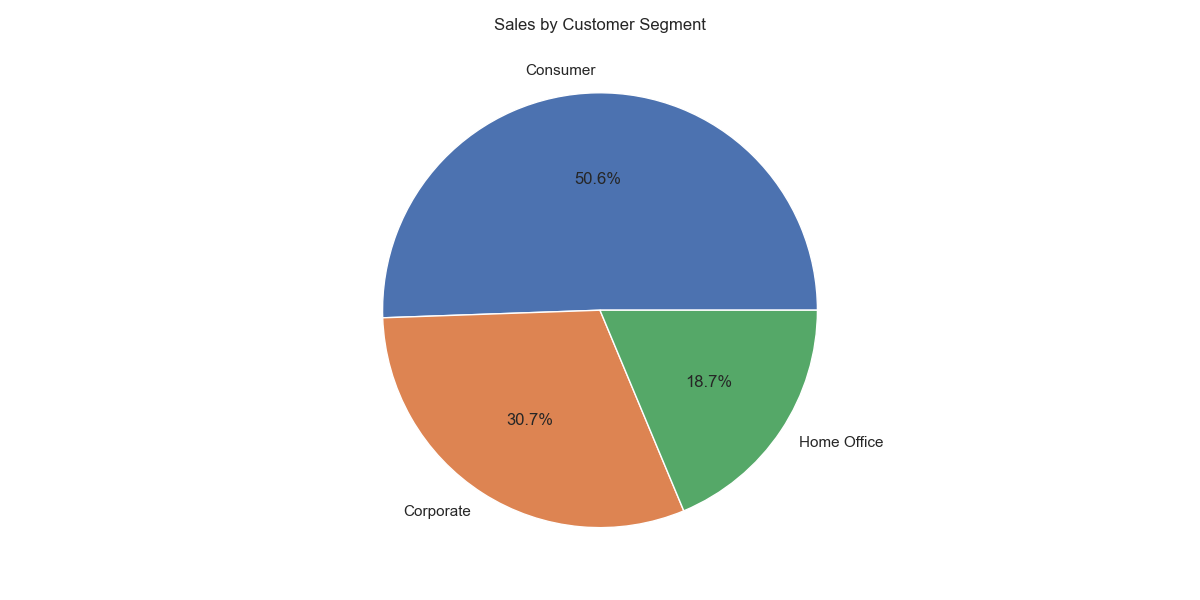 Sales by Customer Segment
Consumer
50.6%
18.7%
30.7%
Home Office
Corporate